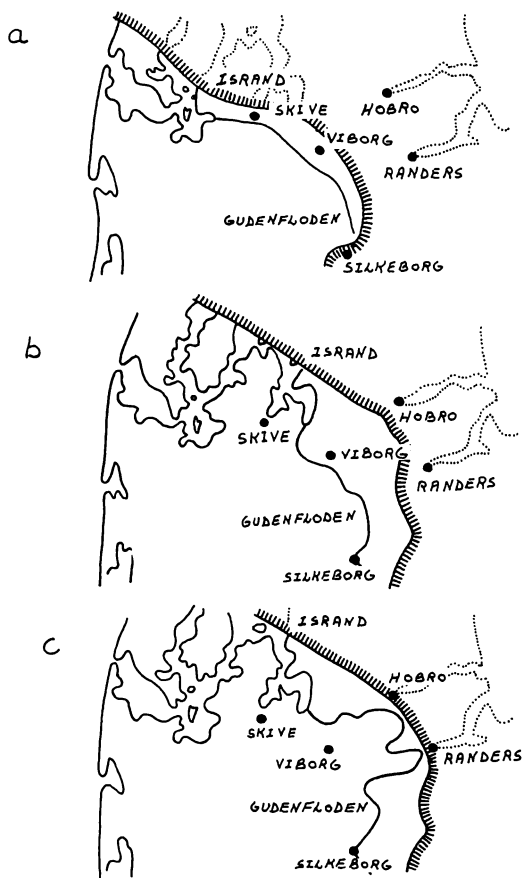 a
ISRAND
SKIVE
HOBRO
VIBORG
RANDERS
GUDENFLODEN
SILKEBORG
b
ISRAND
HOBRO
SKIVE
VIBORG
RANDERS
GUDENFLODEN
SILKEBORG
c
ISRAND
HOBRO
SKIVE
VIBORG
RANDERS
GUDENFLODEN
SILKEBORG